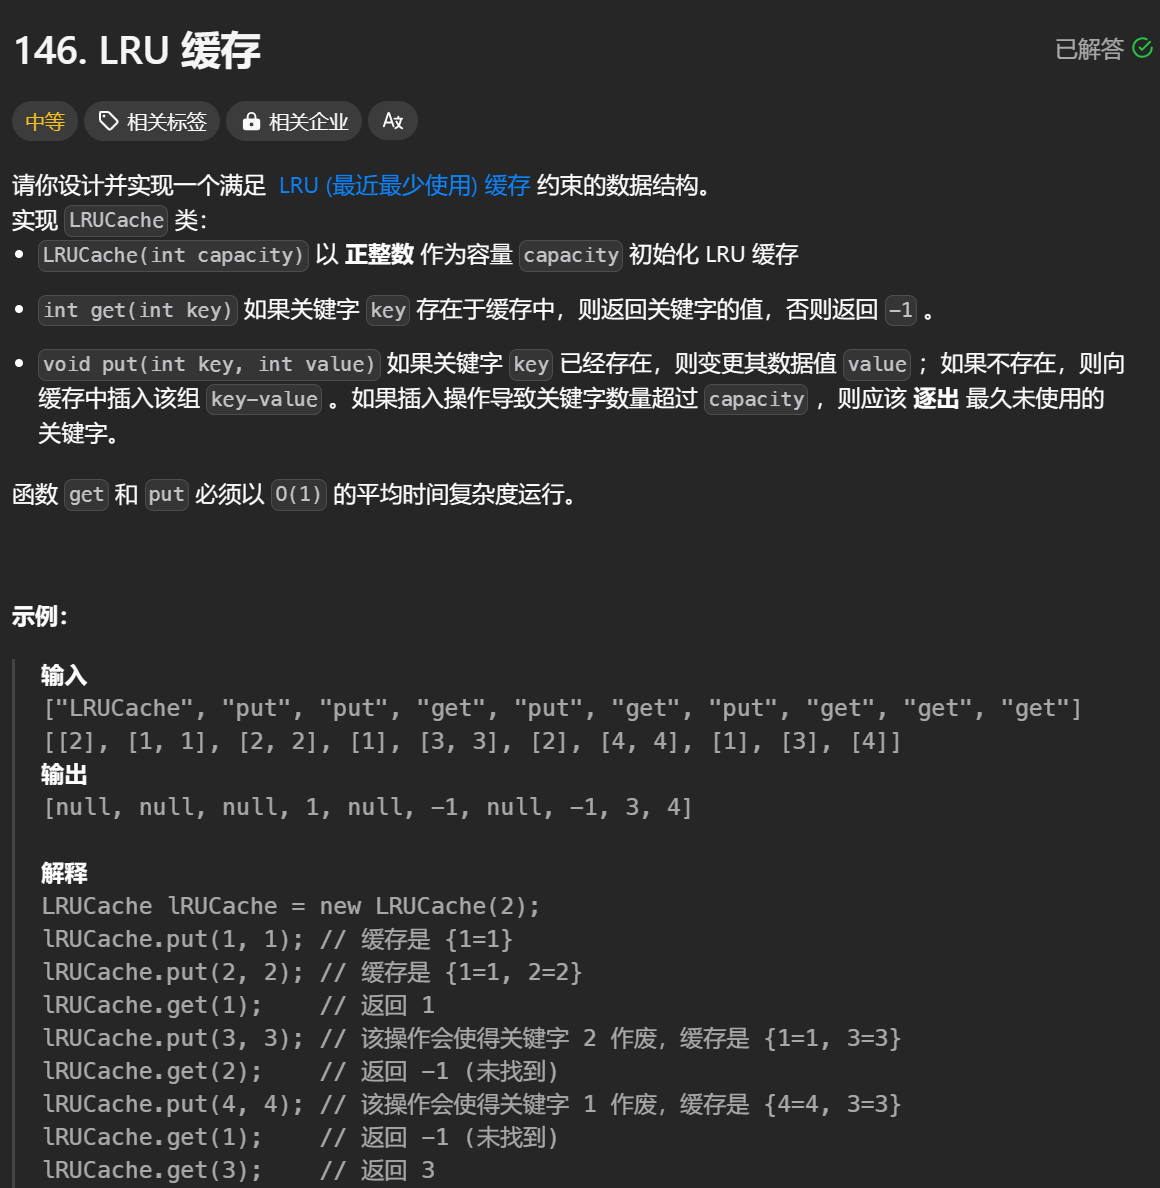 146. LRU 缓存
已解答
中等
相关标签
相关企业
请你设计并实现一个满足 LRU (最近最少使用) 缓存 约束的数据结构。
实现 LRUCache 类：
• LRUCache(int capacity) 以 正整数 作为容量 capacity 初始化 LRU 缓存
• int get(int key) 如果关键字 key 存在于缓存中，则返回关键字的值，否则返回 -1 。
• void put(int key, int value) 如果关键字 key 已经存在，则变更其数据值 value ；如果不存在，则向
缓存中插入该组 key-value 。如果插入操作导致关键字数量超过 capacity ，则应该 逐出 最久未使用的
关键字。
函数 get 和 put 必须以 O(1) 的平均时间复杂度运行。
示例：
输入
["LRUCache", "put", "put", "get", "put", "get", "put", "get", "get", "get"]
[[2], [1, 1], [2, 2], [1], [3, 3], [2], [4, 4], [1], [3], [4]]
输出
[null, null, null, 1, null, -1, null, -1, 3, 4]
解释
LRUCache lRUCache = new LRUCache(2);
lRUCache.put(1, 1); // 缓存是 {1=1}
lRUCache.put(2, 2); // 缓存是 {1=1, 2=2}
lRUCache.get(1);    // 返回 1
lRUCache.put(3, 3); // 该操作会使得关键字 2 作废，缓存是 {1=1, 3=3}
lRUCache.get(2);    // 返回 -1 (未找到)
lRUCache.put(4, 4); // 该操作会使得关键字 1 作废，缓存是 {4=4, 3=3}
lRUCache.get(1);    // 返回 -1 (未找到)
lRUCache.get(3);    // 返回 3